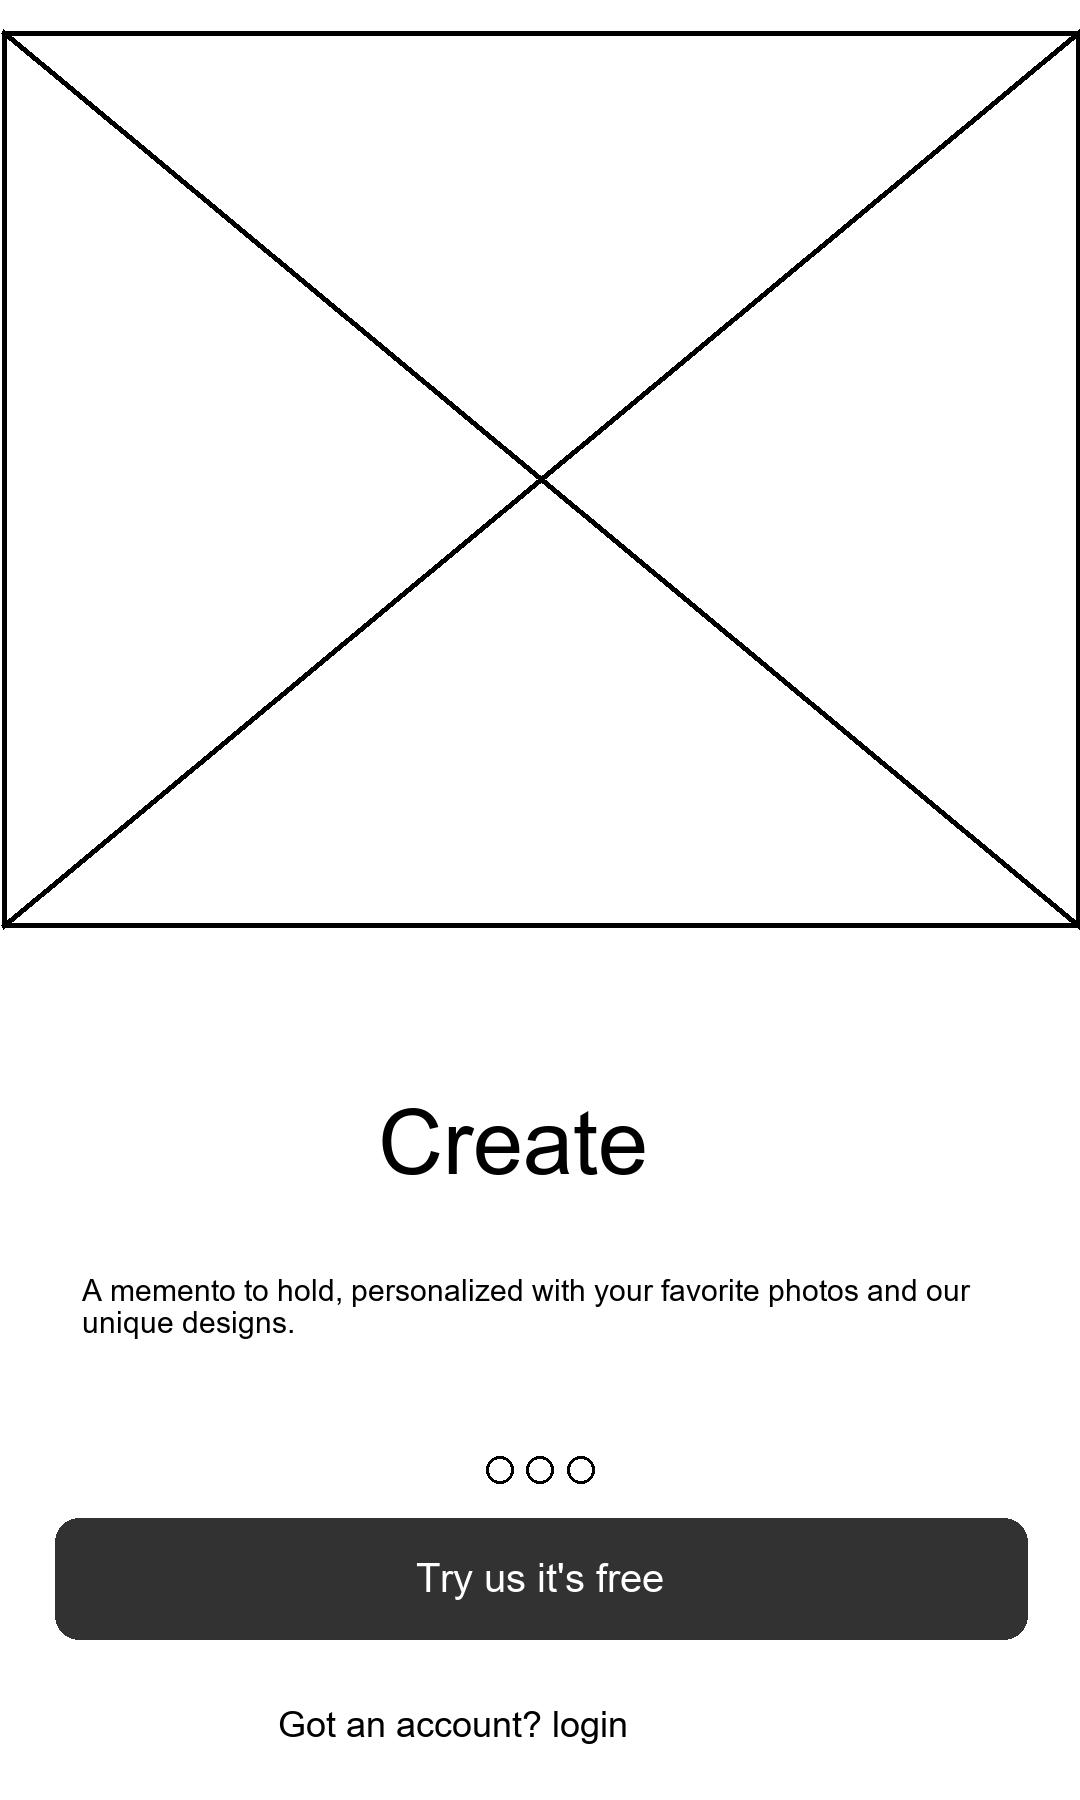 Create
A memento to hold, personalized with your favorite photos and our
unique designs.
Try us it's free
Got an account? login